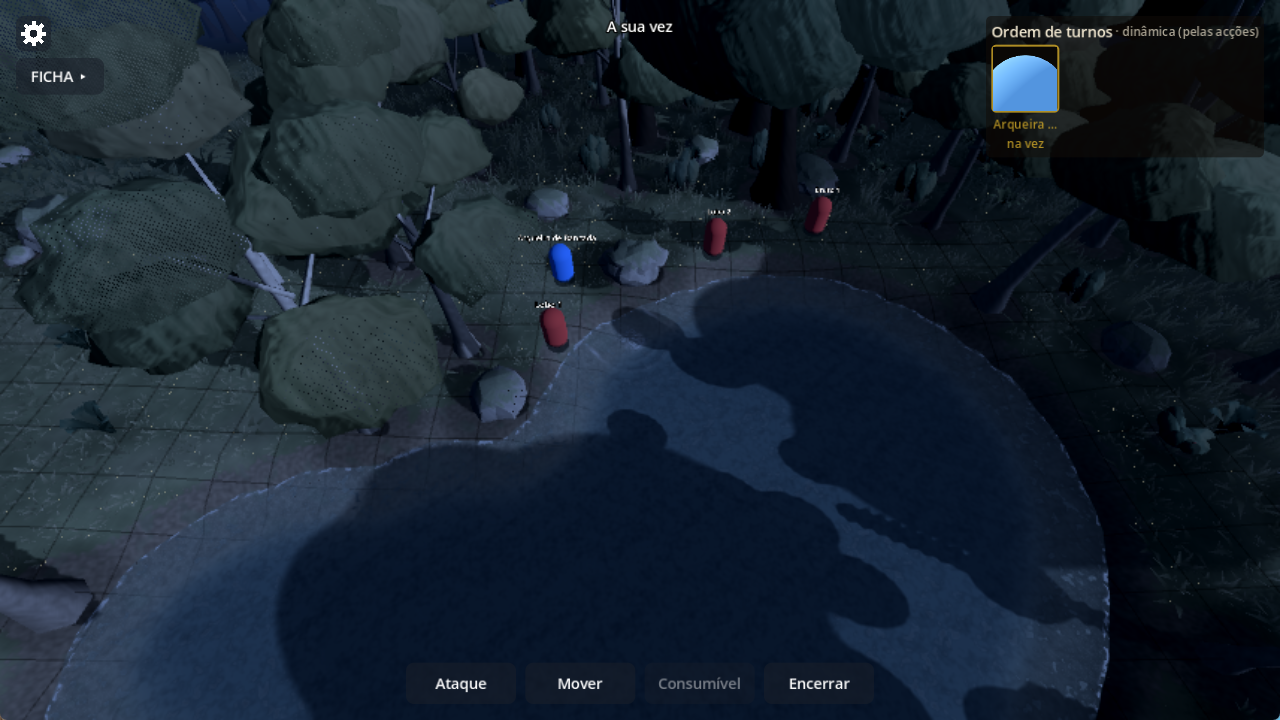 A sua vez
Ordem de turnos · dinâmica (pelas acções)
FICHA ▸
Arqueira ...
na vez
Ataque
Mover
Consumível
Encerrar